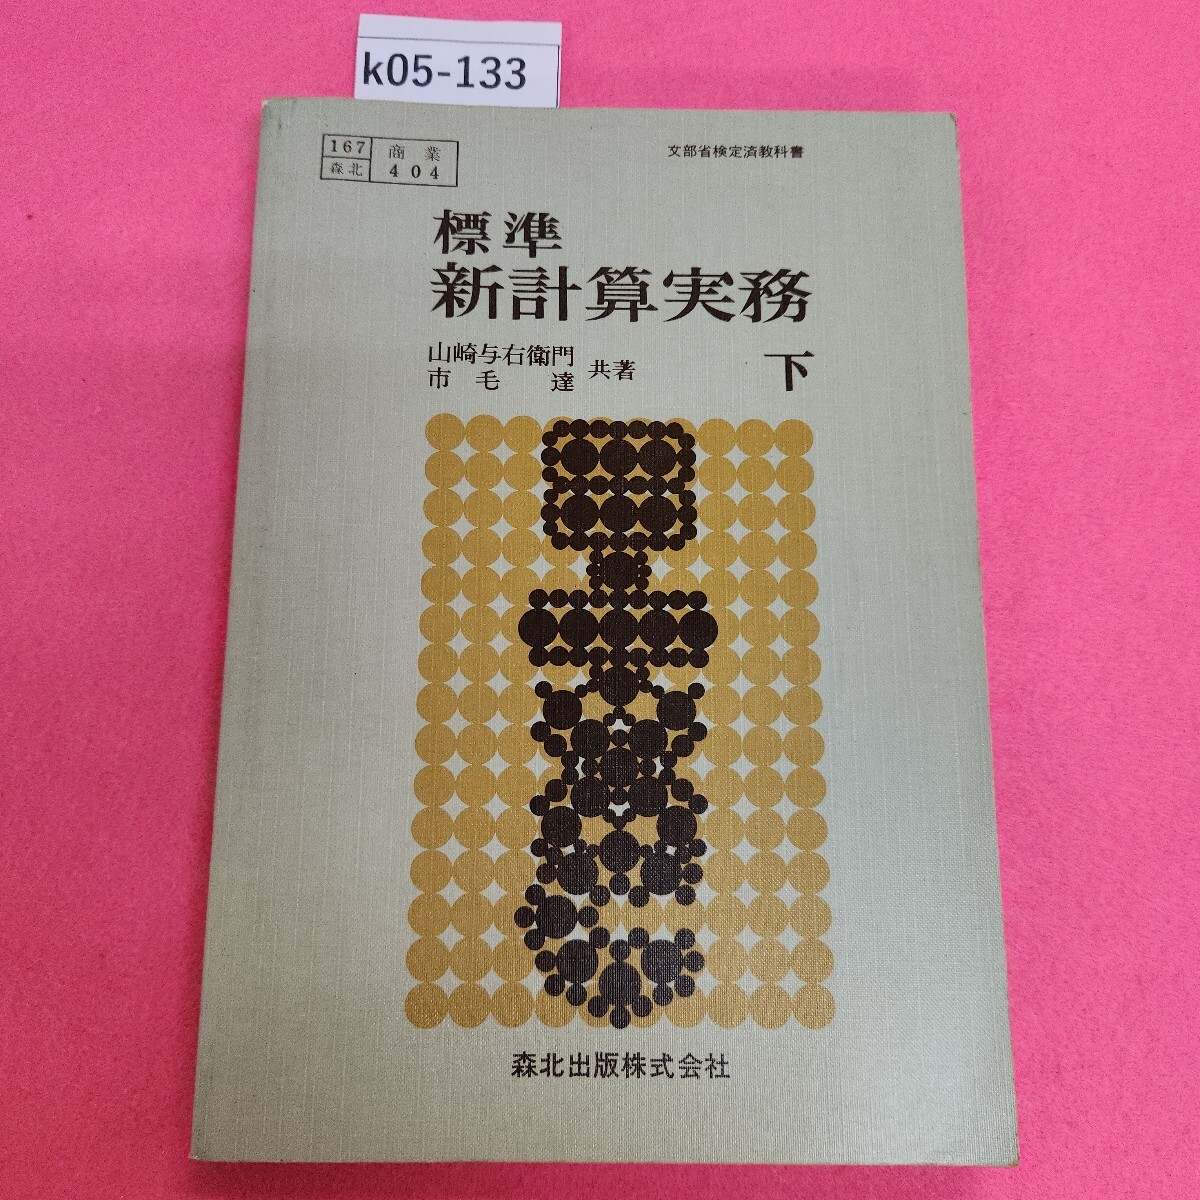 k05-133
167 商業
森北 404
文部省検定済教科書
標準
新計算実務
山崎与右衛門
市毛達 共著
下
森北出版株式会社